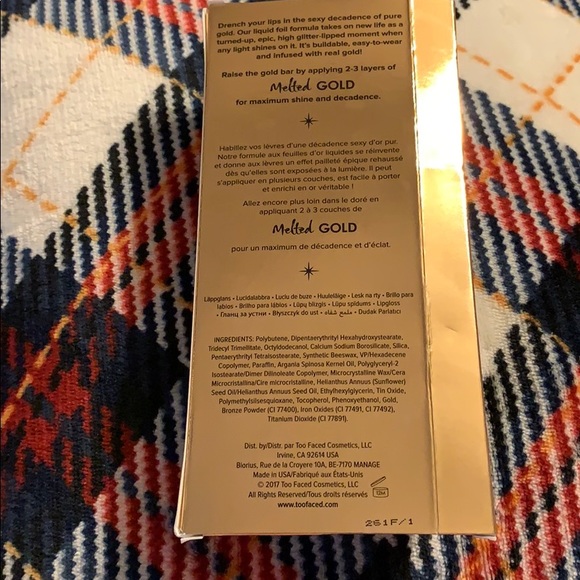 Drench your lips in the sexy decadence of pure
gold. Our liquid foil formula takes on new life as a
turned-up, epic, high glitter-lipped moment when
any light shines on it. It's buildable, easy-to-wear
and infused with real gold!
Raise the gold bar by applying 2-3 layers of
Melted GOLD
for maximum shine and decadence.
Habillez vos lèvres d'une décadence sexy d'or pur.
Notre formule aux feuilles d'or liquides se réinvente
et donne aux lèvres un effet pailleté épique rehaussé
dès qu'elles sont exposées à la lumière. Il peut
s'appliquer en plusieurs couches, est facile à porter
et enrichi en or véritable !
Allez encore plus loin dans le doré en
appliquant 2 à 3 couches de
Melted GOLD
pour un maximum de décadence et d'éclat.
Läppglans • Lucidalabbra • Luciu de buze • Huuleläige • Lesk na rty • Brillo para
labios • Brilho para lábios • Lūpų blizgis • Lūpu spīdums • Lipgloss
• Гланц за устни • Błyszczyk do ust • ملمع شفاه • Dudak Parlatıcı
INGREDIENTS: Polybutene, Dipentaerythrityl Hexahydroxystearate,
Tridecyl Trimellitate, Octyldodecanol, Calcium Sodium Borosilicate, Silica,
Pentaerythrityl Tetraisostearate, Synthetic Beeswax, VP/Hexadecene
Copolymer, Paraffin, Argania Spinosa Kernel Oil, Polyglyceryl-2
Isostearate/Dimer Dilinoleate Copolymer, Microcrystalline Wax/Cera
Microcristallina/Cire microcristalline, Helianthus Annuus (Sunflower)
Seed Oil/Helianthus Annuus Seed Oil, Ethylhexylglycerin, Tin Oxide,
Polymethylsilsesquioxane, Tocopherol, Phenoxyethanol, Gold,
Bronze Powder (CI 77400), Iron Oxides (CI 77491, CI 77492),
Titanium Dioxide (CI 77891).
Dist. by/Dist. par Too Faced Cosmetics, LLC
Irvine, CA 92614 USA
Biorius, Rue de la Croyere 10A, BE-7170 MANAGE
Made in USA/Fabriqué aux États-Unis
© 2017 Too Faced Cosmetics, LLC
All Rights Reserved/Tous droits réservés
www.toofaced.com
12M
251F/1